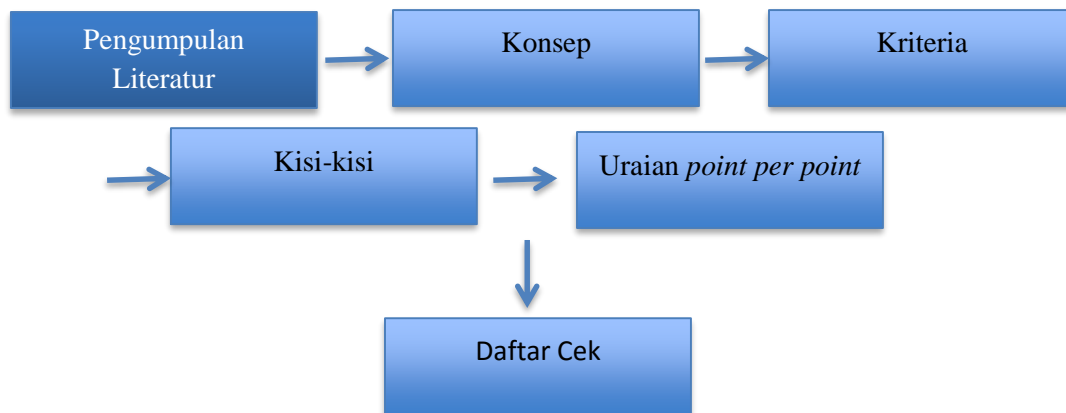 Pengumpulan
Literatur
Konsep
Kriteria
Kisi-kisi
Uraian point per point
Daftar Cek